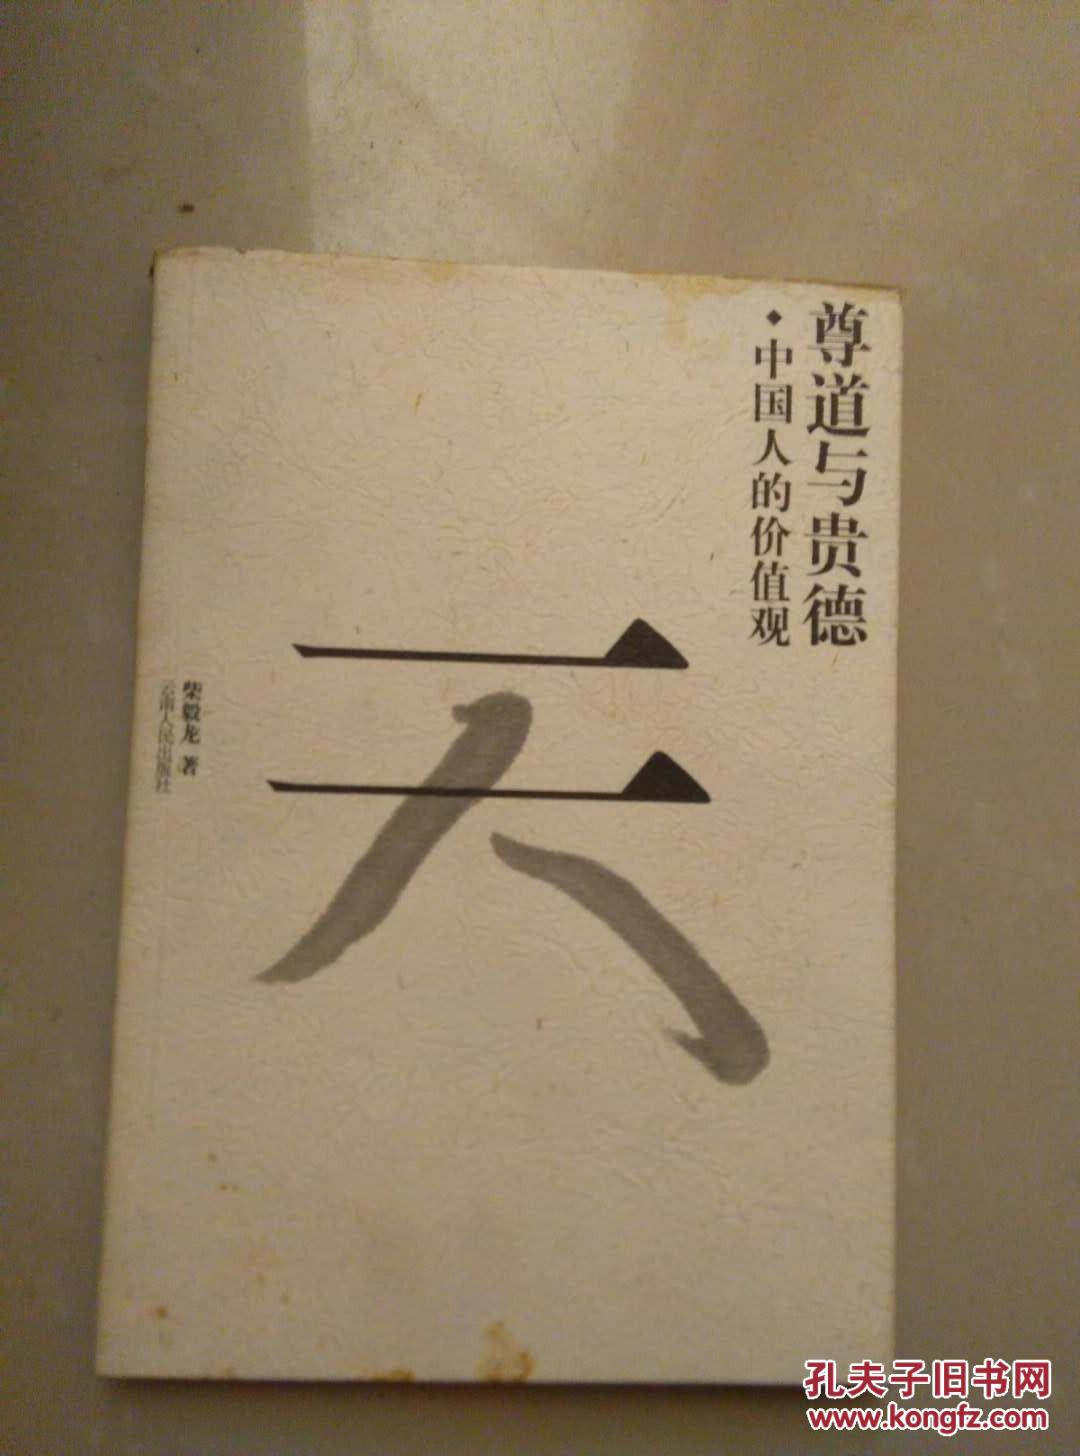 尊道与贵德
·中国人的价值观
天
柴毅龙 著
云南人民出版社
孔夫子旧书网
www.kongfz.com